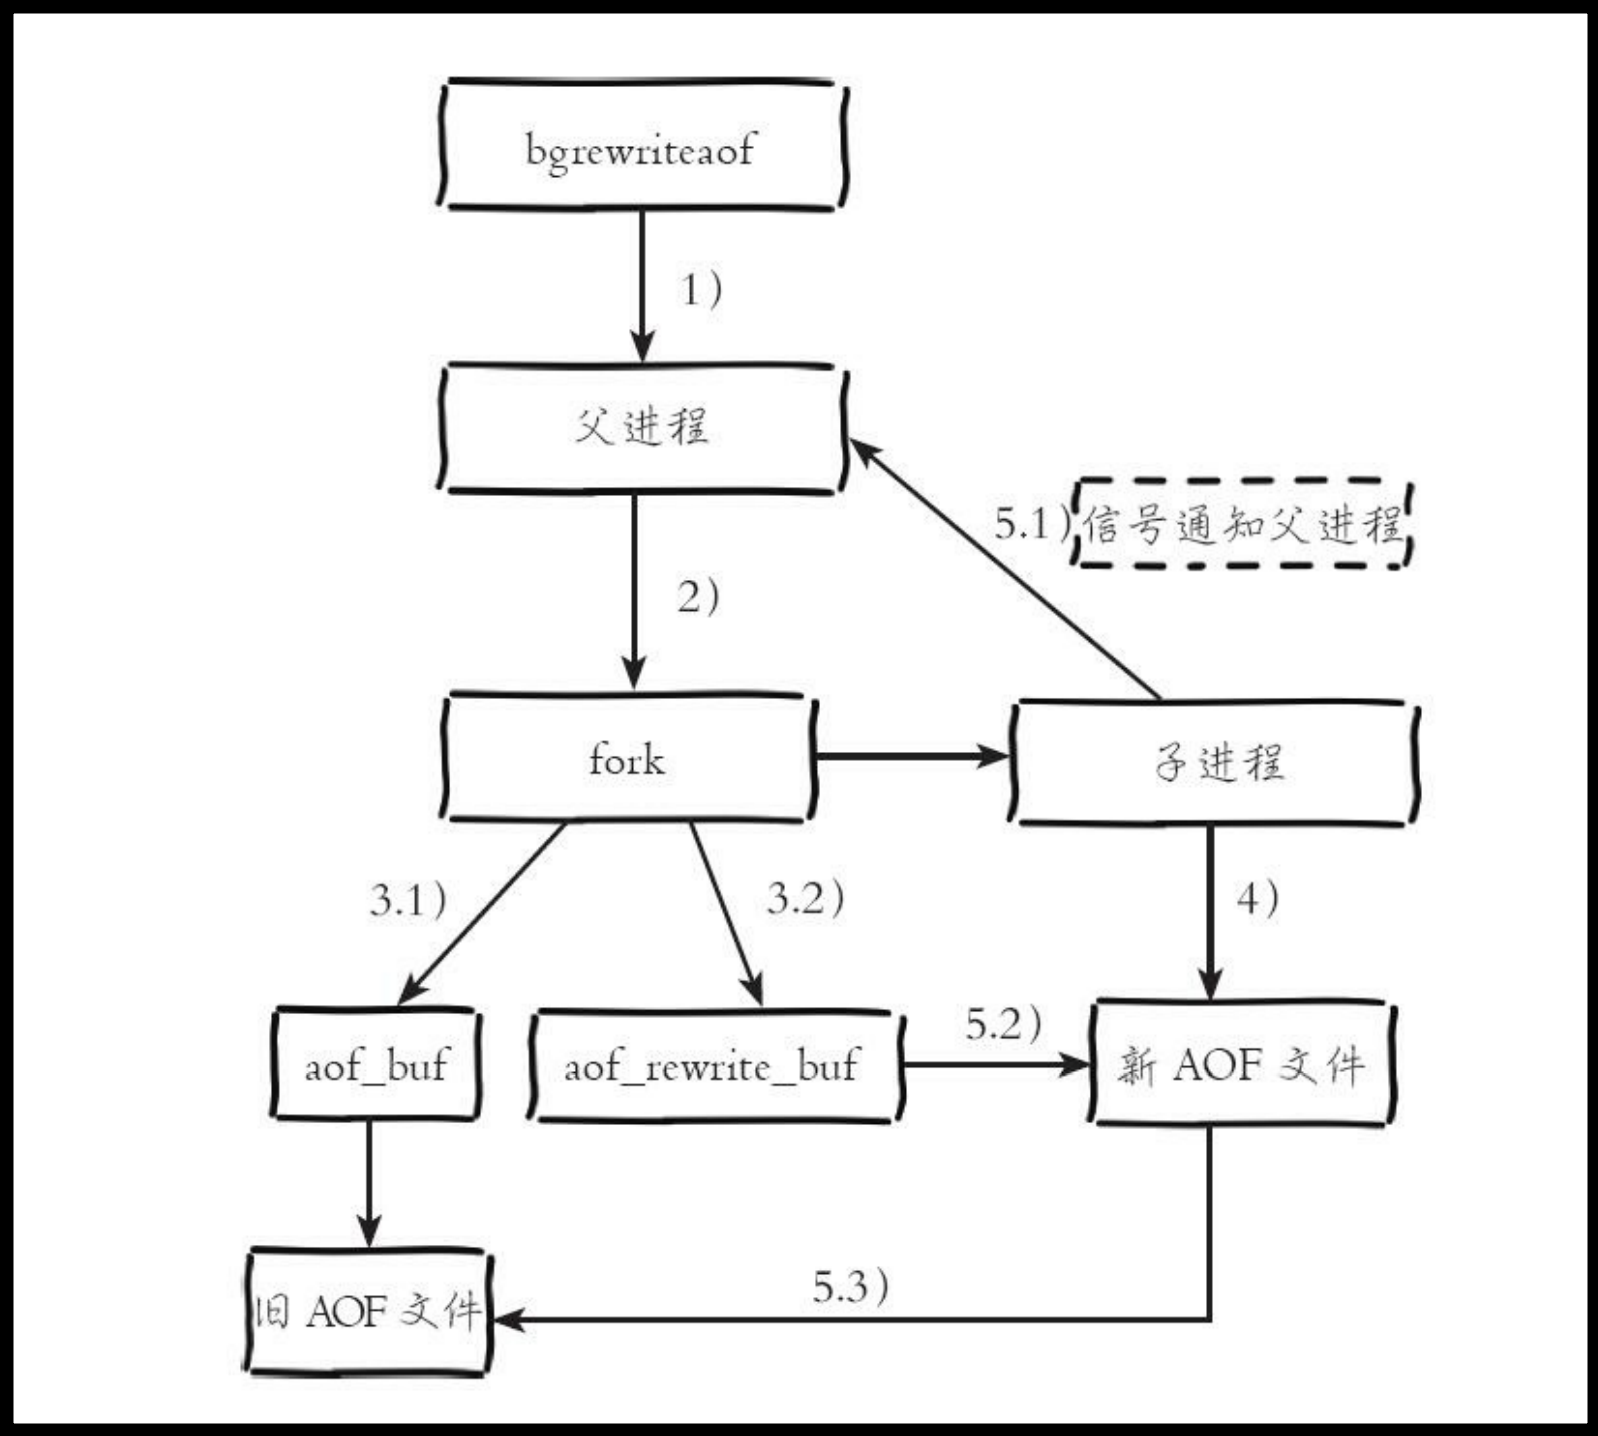 bgrewriteaof
1)
父进程
5.1)信号通知父进程
2)
fork
子进程
3.1)
3.2)
4)
aof_buf
aof_rewrite_buf
5.2)
新 AOF 文件
5.3)
旧 AOF 文件